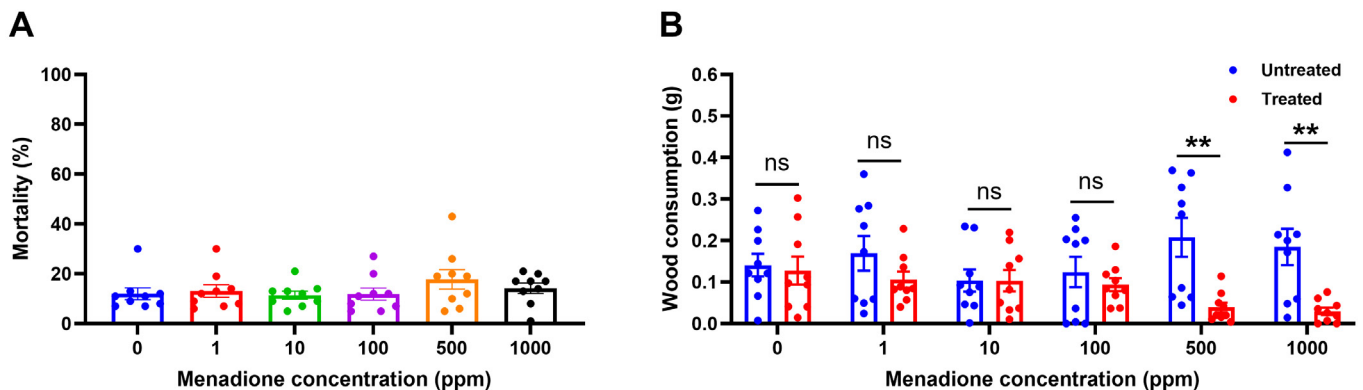 A
Mortality (%)
100
80
60
40
20
0
0 1 10 100 500 1000
Menadione concentration (ppm)
B
Wood consumption (g)
0.6
0.5
0.4
0.3
0.2
0.1
0.0
Untreated
Treated
ns ns ns ns ** **
0 1 10 100 500 1000
Menadione concentration (ppm)